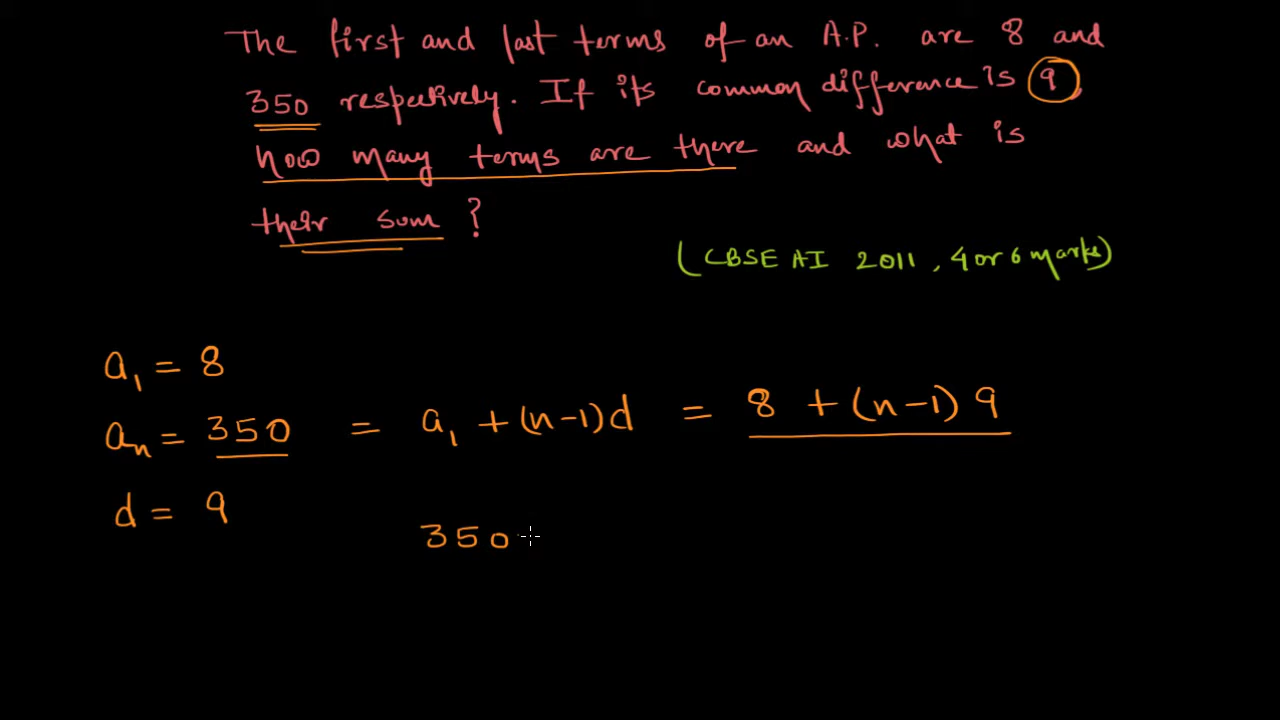 The first and last terms of an A.P. are 8 and
350 respectively. If its common difference is 9
how many terms are there and what is
their sum ?
(CBSE AI 2011, 4 or 6 marks)
a₁ = 8
aₙ = 350 = a₁ + (n-1)d = 8 + (n-1) 9
d = 9
350